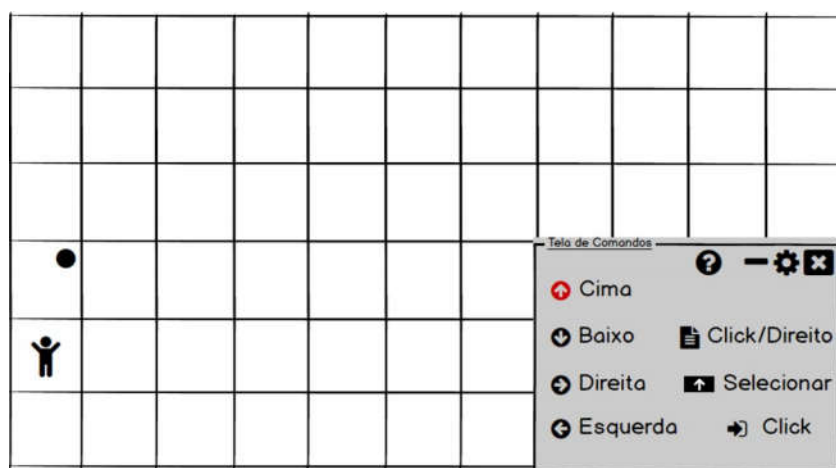 Tela de Comandos
Cima
Baixo
Click/Direito
Direita
Selecionar
Esquerda
Click